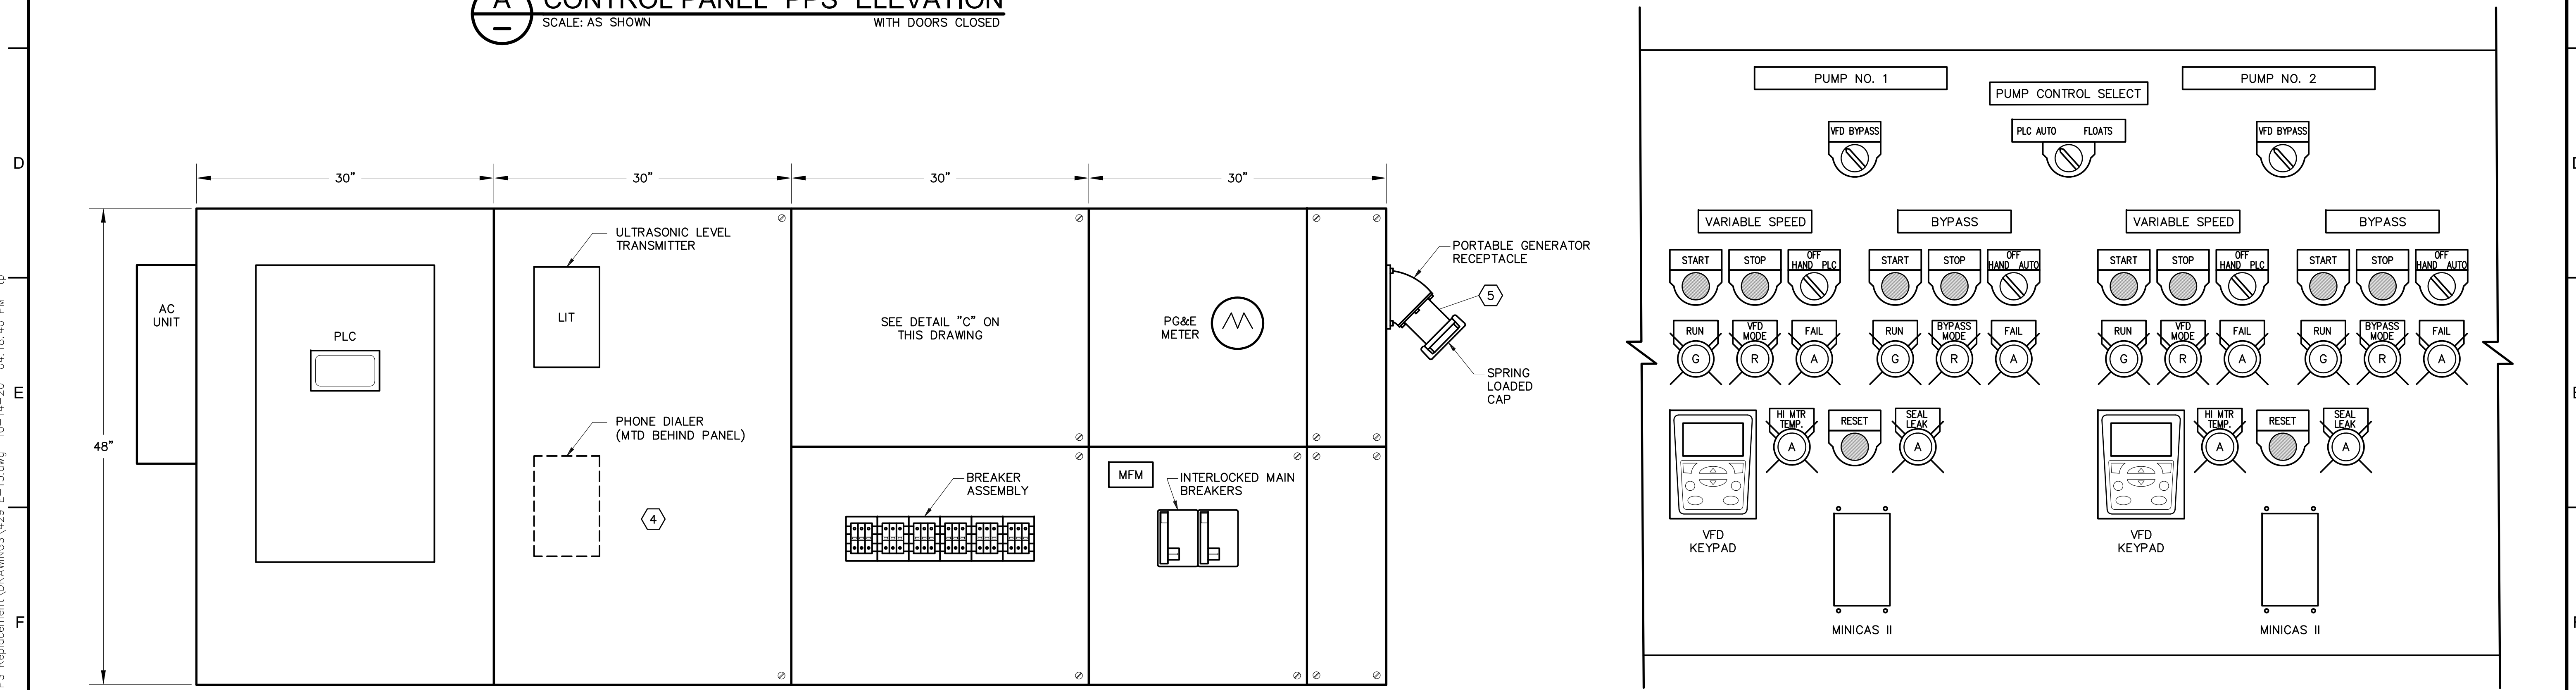 A
CONTROL PANEL "PPS" ELEVATION
SCALE: AS SHOWN
WITH DOORS CLOSED
D
E
F
30"
30"
30"
30"
48"
AC
UNIT
PLC
ULTRASONIC LEVEL
TRANSMITTER
LIT
PHONE DIALER
(MTD BEHIND PANEL)
4
SEE DETAIL "C" ON
THIS DRAWING
BREAKER
ASSEMBLY
PG&E
METER
MFM
INTERLOCKED MAIN
BREAKERS
PORTABLE GENERATOR
RECEPTACLE
5
SPRING
LOADED
CAP
PUMP NO. 1
PUMP CONTROL SELECT
PUMP NO. 2
VFD BYPASS
PLC AUTO FLOATS
VFD BYPASS
VARIABLE SPEED
BYPASS
VARIABLE SPEED
BYPASS
START
STOP
OFF
HAND PLC
START
STOP
OFF
HAND AUTO
START
STOP
OFF
HAND PLC
START
STOP
OFF
HAND AUTO
RUN
G
VFD
MODE
R
FAIL
A
RUN
G
BYPASS
MODE
R
FAIL
A
RUN
G
VFD
MODE
R
FAIL
A
RUN
G
BYPASS
MODE
R
FAIL
A
HI MTR
TEMP.
A
RESET
SEAL
LEAK
A
HI MTR
TEMP.
A
RESET
SEAL
LEAK
A
VFD
KEYPAD
VFD
KEYPAD
MINICAS II
MINICAS II